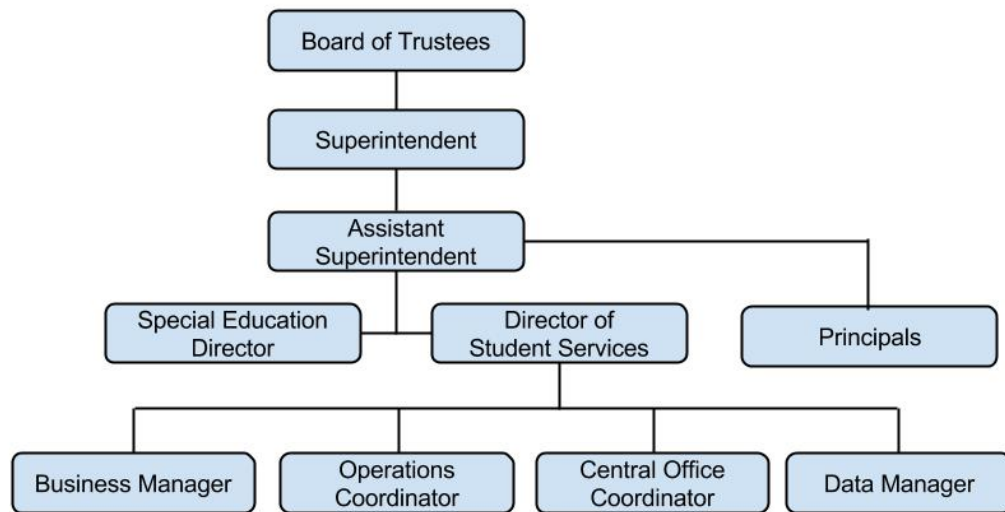 Board of Trustees
Superintendent
Assistant
Superintendent
Special Education
Director
Director of
Student Services
Principals
Business Manager
Operations
Coordinator
Central Office
Coordinator
Data Manager